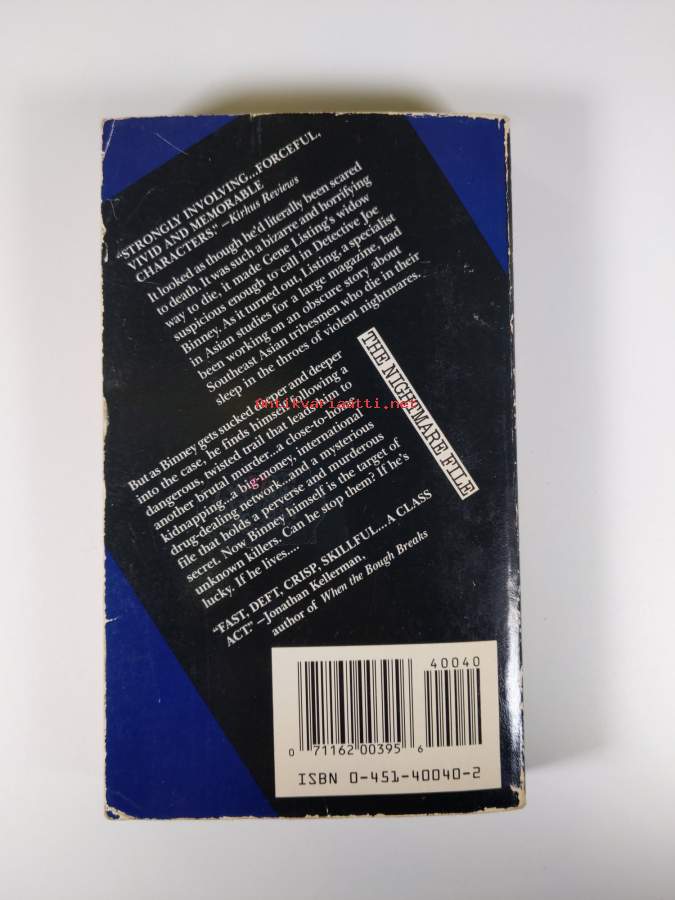 "STRONGLY INVOLVING...FORCEFUL.
VIVID AND MEMORABLE
CHARACTERS." —Kirkus Reviews
It looked as though he'd literally been scared
to death. It was such a bizarre and horrifying
way to die, it made Gene Listing's widow
suspicious enough to call in Detective Joe
Binney. As it turned out, Listing, a specialist
in Asian studies for a large magazine, had
been working on an obscure story about
Southeast Asian tribesmen who die in their
sleep in the throes of violent nightmares.
But as Binney gets sucked deeper and deeper
into the case, he finds himself following a
dangerous, twisted trail that leads him to
another brutal murder...a close-to-home
kidnapping...a big-money, international
drug-dealing network...and a mysterious
file that holds a perverse and murderous
secret. Now Binney himself is the target of
unknown killers. Can he stop them? If he's
lucky. If he lives....
"FAST, DEFT, CRISP, SKILLFUL....A CLASS
ACT." —Jonathan Kellerman,
author of When the Bough Breaks
THE NIGHTMARE FILE
Antikvariaatti.net
40040
0 71162 00395 6
ISBN 0-451-40040-2